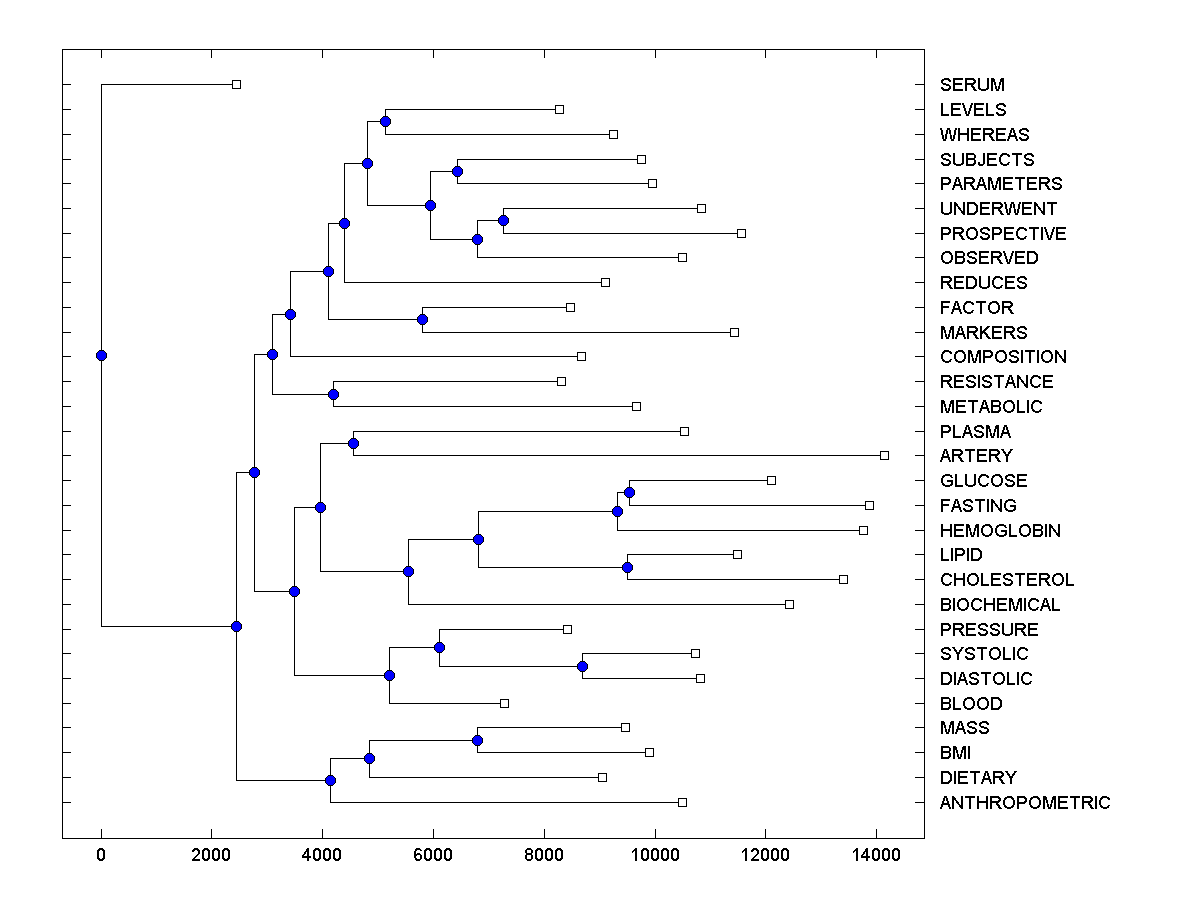 SERUM
LEVELS
WHEREAS
SUBJECTS
PARAMETERS
UNDERWENT
PROSPECTIVE
OBSERVED
REDUCES
FACTOR
MARKERS
COMPOSITION
RESISTANCE
METABOLIC
PLASMA
ARTERY
GLUCOSE
FASTING
HEMOGLOBIN
LIPID
CHOLESTEROL
BIOCHEMICAL
PRESSURE
SYSTOLIC
DIASTOLIC
BLOOD
MASS
BMI
DIETARY
ANTHROPOMETRIC
0 2000 4000 6000 8000 10000 12000 14000